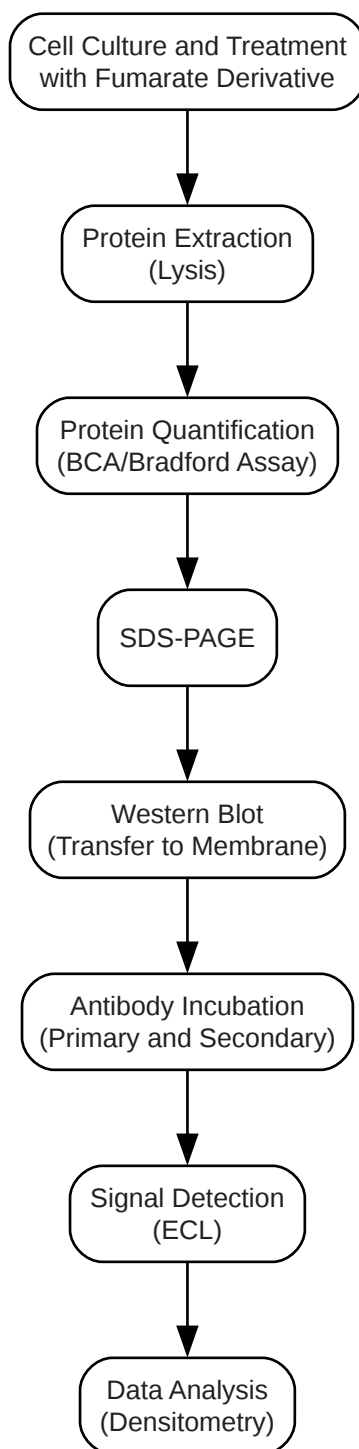 Cell Culture and Treatment
with Fumarate Derivative
Protein Extraction
(Lysis)
Protein Quantification
(BCA/Bradford Assay)
SDS-PAGE
Western Blot
(Transfer to Membrane)
Antibody Incubation
(Primary and Secondary)
Signal Detection
(ECL)
Data Analysis
(Densitometry)